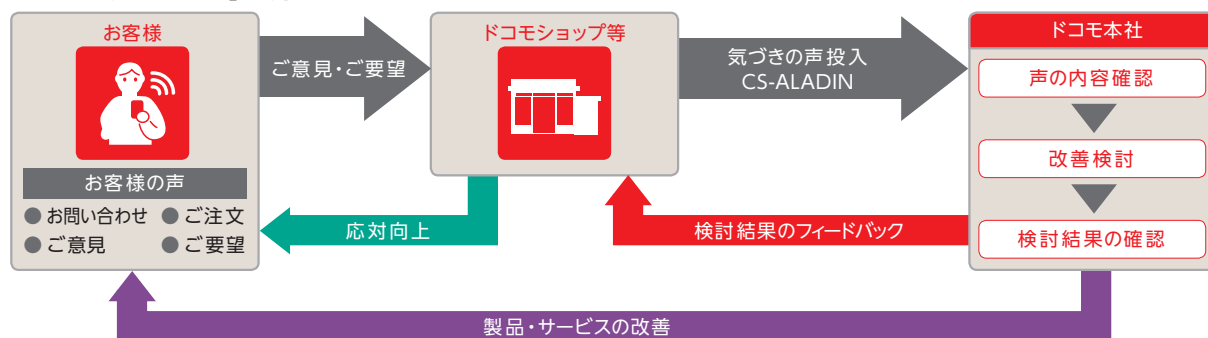 お客様
お客様の声
お問い合わせ
ご注文
ご意見
ご要望
ご意見・ご要望
ドコモショップ等
気づきの声投入
CS-ALADIN
ドコモ本社
声の内容確認
改善検討
検討結果の確認
応対向上
検討結果のフィードバック
製品・サービスの改善